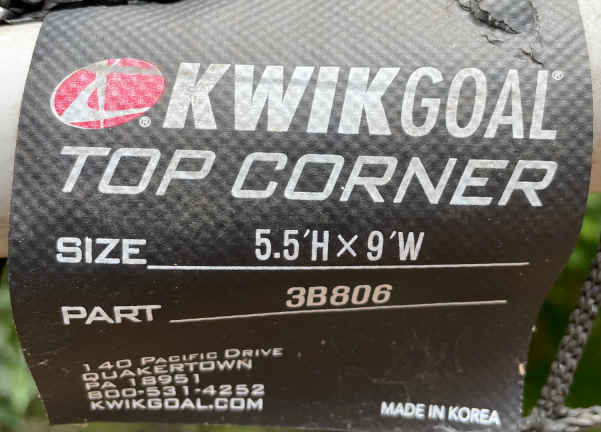 KWIKGOAL®
®
TOP CORNER
SIZE 5.5'H × 9'W
PART 3B806
140 PACIFIC DRIVE
QUAKERTOWN
PA 18951
800-531-4252
KWIKGOAL.COM
MADE IN KOREA